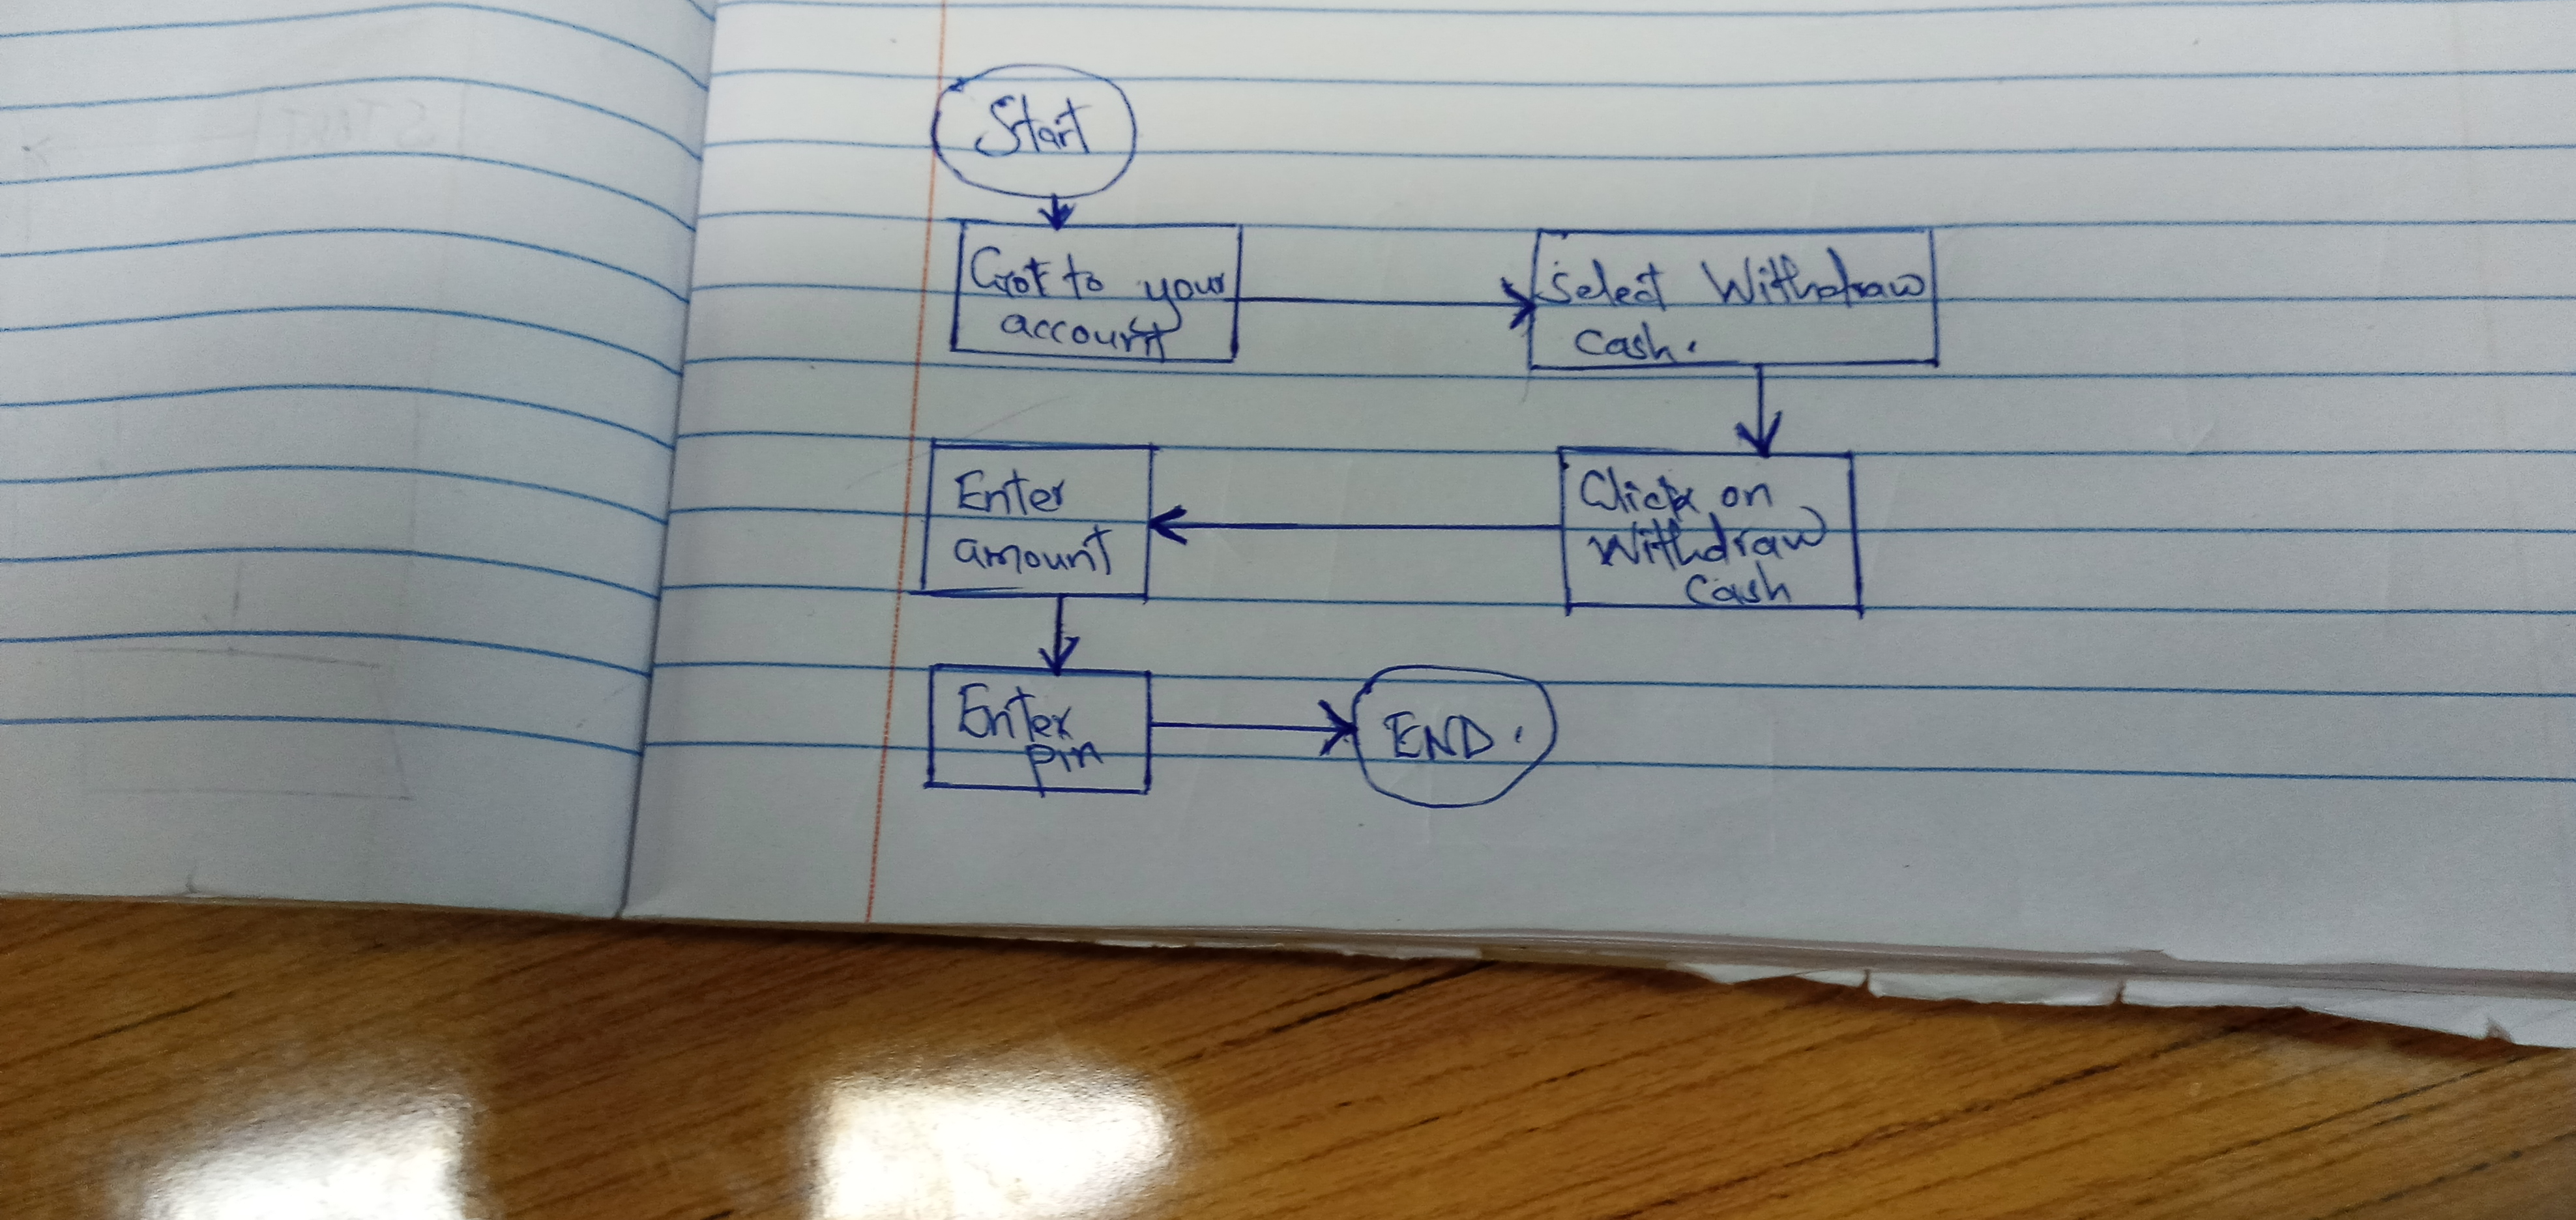 Start
Got to your
account
Select Withdraw
Cash.
Click on
Withdraw
Cash
Enter
amount
Enter
pin
END.